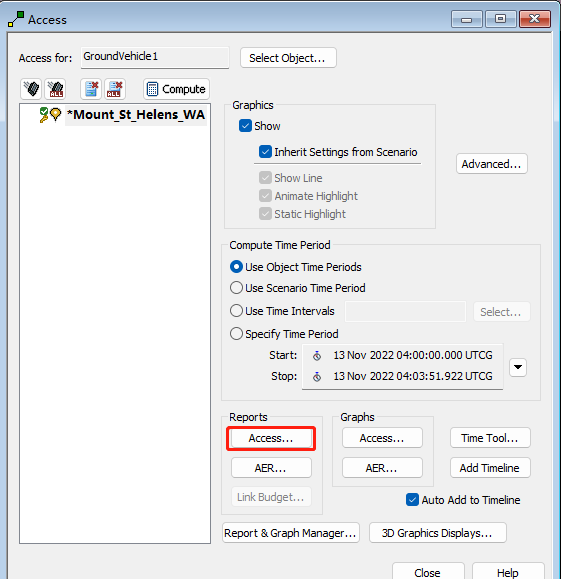 Access
Access for: GroundVehicle1 Select Object...
ALL ALL Compute
*Mount_St_Helens_WA
Graphics
Show
Inherit Settings from Scenario
Show Line
Animate Highlight
Static Highlight
Advanced...
Compute Time Period
Use Object Time Periods
Use Scenario Time Period
Use Time Intervals Select...
Specify Time Period
Start: 13 Nov 2022 04:00:00.000 UTCG
Stop: 13 Nov 2022 04:03:51.922 UTCG
Reports Graphs
Access... Access... Time Tool...
AER... AER... Add Timeline
Link Budget... Auto Add to Timeline
Report & Graph Manager... 3D Graphics Displays...
Close Help